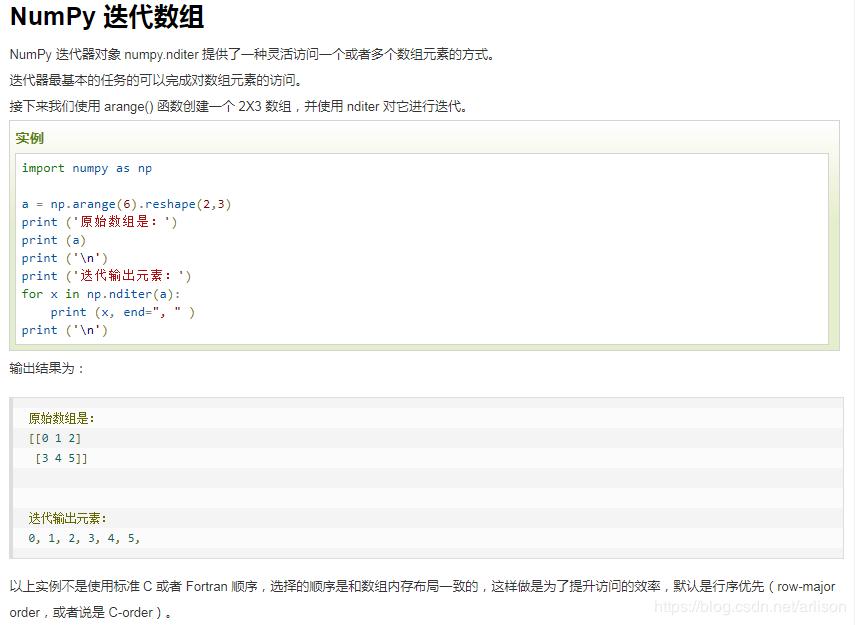 NumPy 迭代数组
NumPy 迭代器对象 numpy.nditer 提供了一种灵活访问一个或者多个数组元素的方式。
迭代器最基本的任务的可以完成对数组元素的访问。
接下来我们使用 arange() 函数创建一个 2X3 数组，并使用 nditer 对它进行迭代。
实例
import numpy as np
a = np.arange(6).reshape(2,3)
print ('原始数组是：')
print (a)
print ('\n')
print ('迭代输出元素：')
for x in np.nditer(a):
    print (x, end=", " )
print ('\n')
输出结果为：
原始数组是：
[[0 1 2]
 [3 4 5]]
迭代输出元素：
0, 1, 2, 3, 4, 5,
以上实例不是使用标准 C 或者 Fortran 顺序，选择的顺序是和数组内存布局一致的，这样做是为了提升访问的效率，默认是行序优先（row-major
order，或者说是 C-order）。
https://blog.csdn.net/arlison